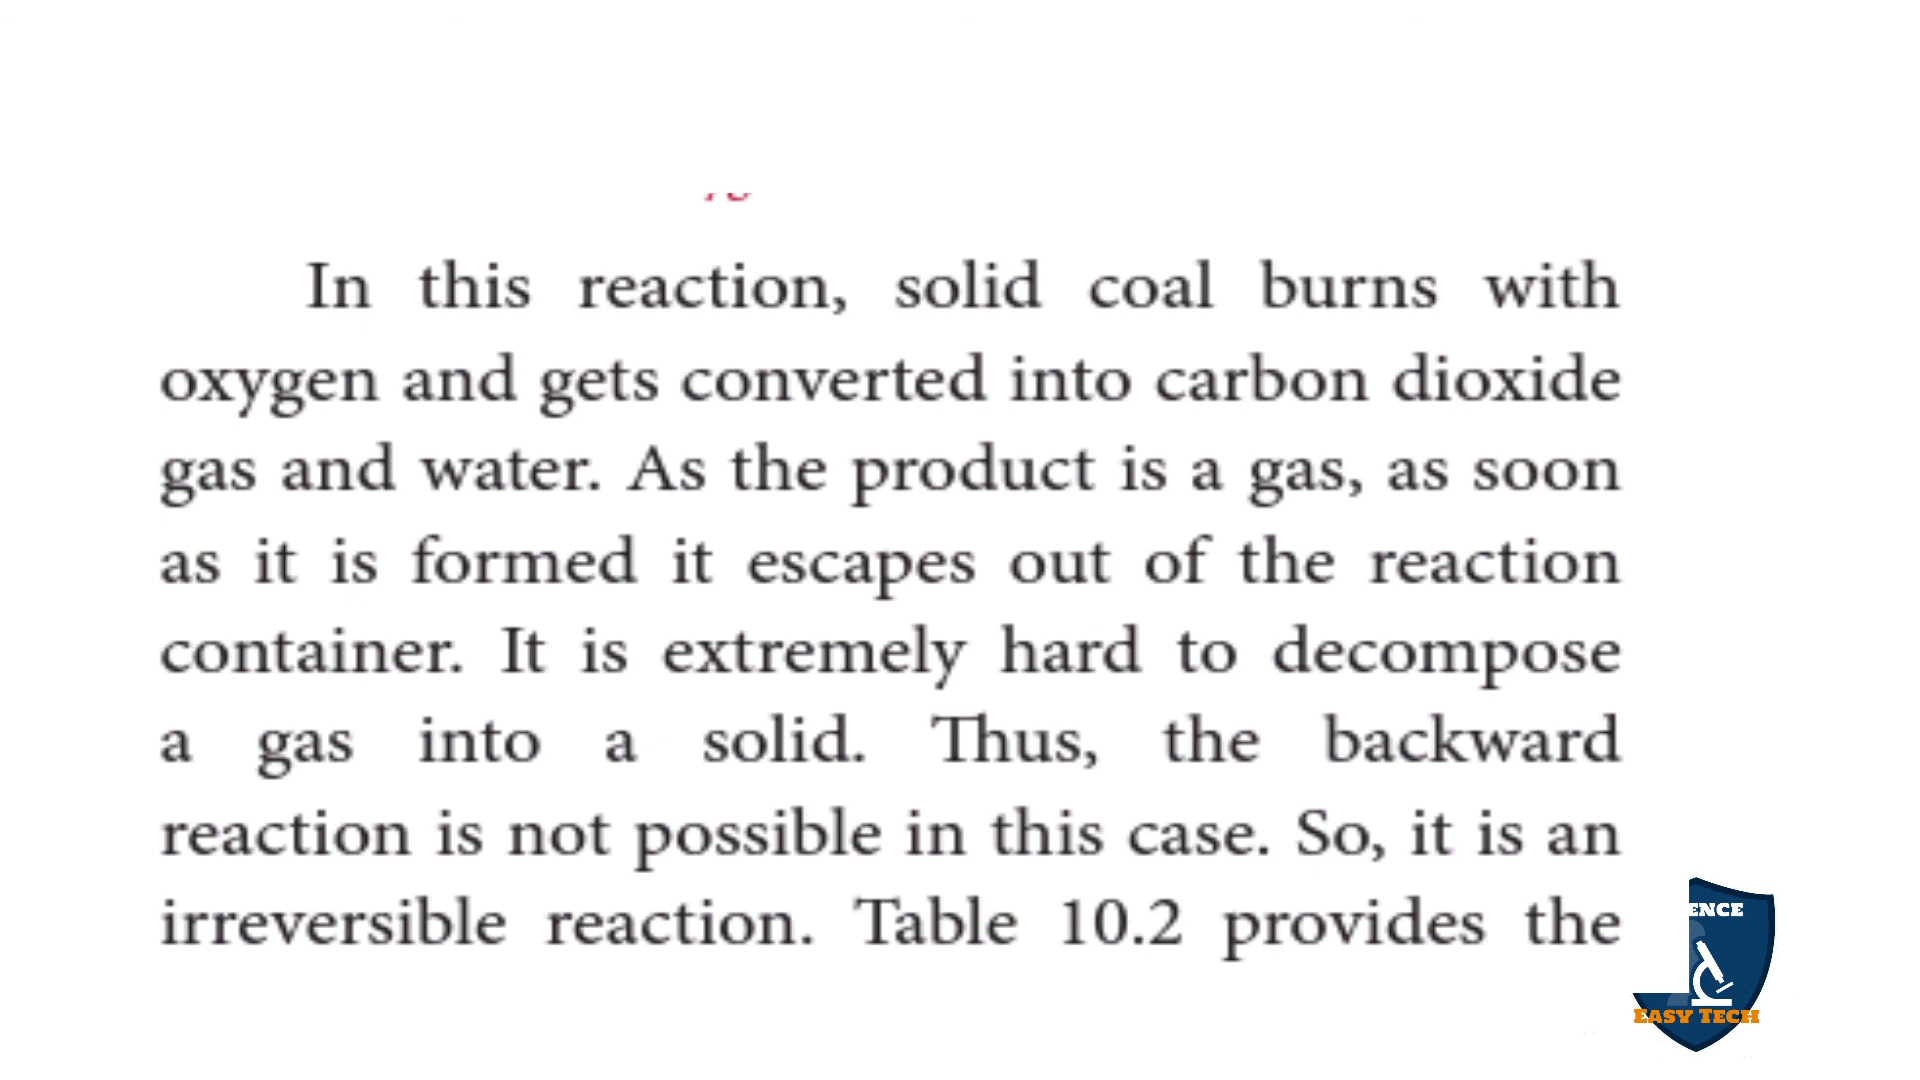 In this reaction, solid coal burns with
oxygen and gets converted into carbon dioxide
gas and water. As the product is a gas, as soon
as it is formed it escapes out of the reaction
container. It is extremely hard to decompose
a gas into a solid. Thus, the backward
reaction is not possible in this case. So, it is an
irreversible reaction. Table 10.2 provides the
ENCE
EASY TECH